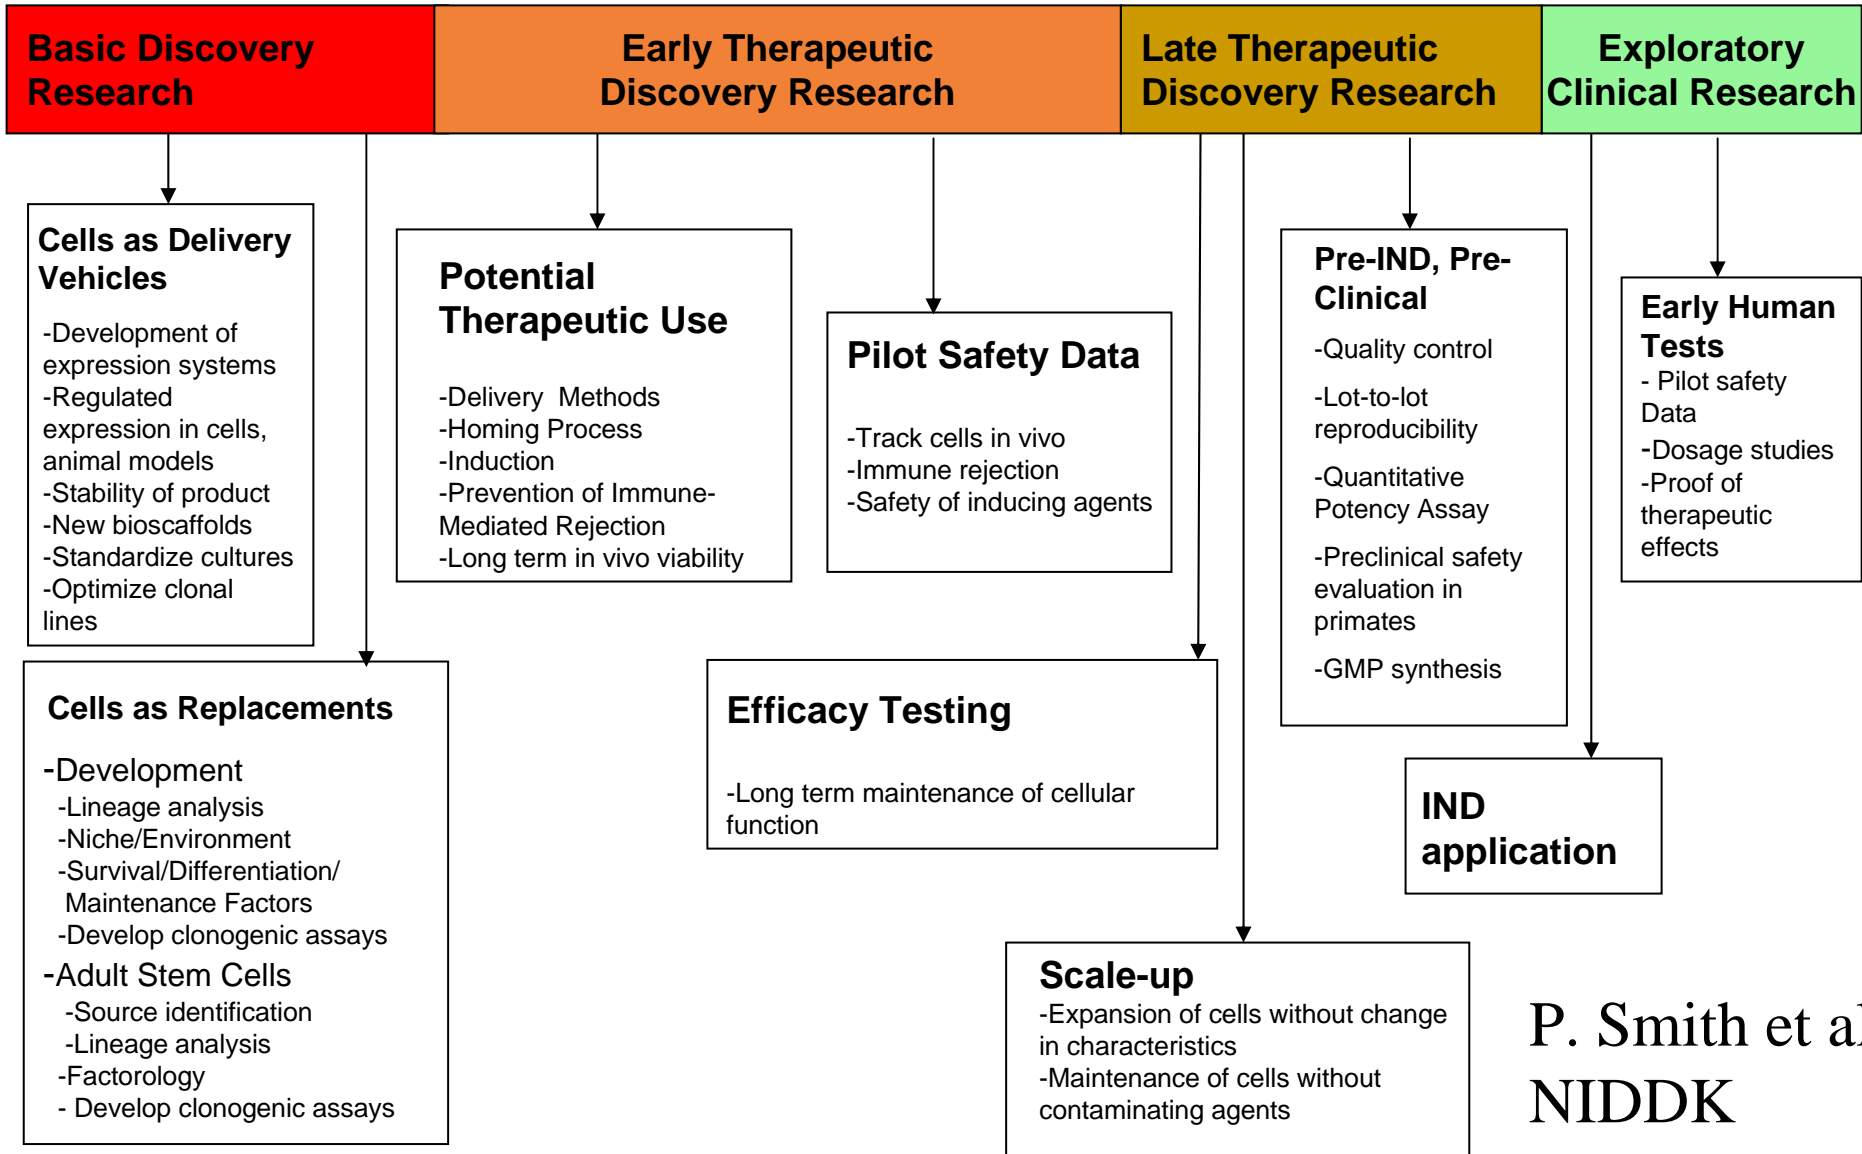 Basic Discovery
Research
Early Therapeutic
Discovery Research
Late Therapeutic
Discovery Research
Exploratory
Clinical Research
Cells as Delivery
Vehicles
-Development of
expression systems
-Regulated
expression in cells,
animal models
-Stability of product
-New bioscaffolds
-Standardize cultures
-Optimize clonal
lines
Cells as Replacements
-Development
-Lineage analysis
-Niche/Environment
-Survival/Differentiation/
Maintenance Factors
-Develop clonogenic assays
-Adult Stem Cells
-Source identification
-Lineage analysis
-Factorology
- Develop clonogenic assays
Potential
Therapeutic Use
-Delivery Methods
-Homing Process
-Induction
-Prevention of Immune-
Mediated Rejection
-Long term in vivo viability
Pilot Safety Data
-Track cells in vivo
-Immune rejection
-Safety of inducing agents
Efficacy Testing
-Long term maintenance of cellular
function
Scale-up
-Expansion of cells without change
in characteristics
-Maintenance of cells without
contaminating agents
Pre-IND, Pre-
Clinical
-Quality control
-Lot-to-lot
reproducibility
-Quantitative
Potency Assay
-Preclinical safety
evaluation in
primates
-GMP synthesis
IND
application
Early Human
Tests
- Pilot safety
Data
-Dosage studies
-Proof of
therapeutic
effects
P. Smith et al
NIDDK